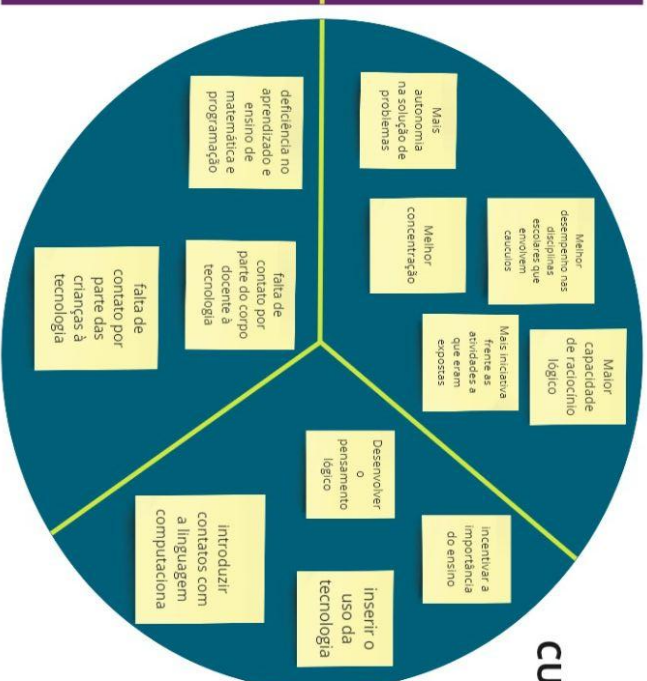 CU
Melhor
desempenho nas
disciplinas
escolares que
envolvem
cauculos
Maior
capacidade
de raciocínio
lógico
Mais
autonomia
na solução de
problemas
Melhor
concentração
Mais iniciativa
frente as
atividades a
que eram
expostas
incentivar a
importância
do ensino
Desenvolver
o
pensamento
lógico
inserir o
uso da
tecnologia
introduzir
contatos com
a linguagem
computaciona
deficiência no
aprendizado e
ensino de
matemática e
programação
falta de
contato por
parte do corpo
docente à
tecnologia
falta de
contato por
parte das
crianças à
tecnologia